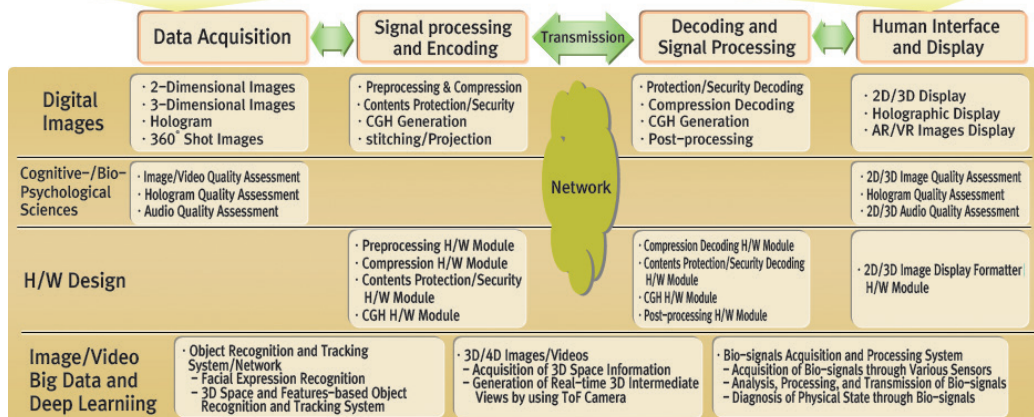 Data Acquisition
Signal processing
and Encoding
Transmission
Decoding and
Signal Processing
Human Interface
and Display
Digital
Images
· 2-Dimensional Images
· 3-Dimensional Images
· Hologram
· 360° Shot Images
· Preprocessing & Compression
· Contents Protection/Security
· CGH Generation
· stitching/Projection
· Protection/Security Decoding
· Compression Decoding
· CGH Generation
· Post-processing
· 2D/3D Display
· Holographic Display
· AR/VR Images Display
Network
Cognitive-/Bio-
Psychological
Sciences
· Image/Video Quality Assessment
· Hologram Quality Assessment
· Audio Quality Assessment
· 2D/3D Image Quality Assessment
· Hologram Quality Assessment
· 2D/3D Audio Quality Assessment
H/W Design
· Preprocessing H/W Module
· Compression H/W Module
· Contents Protection/Security
H/W Module
· CGH H/W Module
· Compression Decoding H/W Module
· Contents Protection/Security Decoding
H/W Module
· CGH H/W Module
· Post-processing H/W Module
· 2D/3D Image Display Formatter
H/W Module
Image/Video
Big Data and
Deep Learniing
· Object Recognition and Tracking
System/Network
- Facial Expression Recognition
- 3D Space and Features-based Object
Recognition and Tracking System
· 3D/4D Images/Videos
- Acquisition of 3D Space Information
- Generation of Real-time 3D Intermediate
Views by using ToF Camera
· Bio-signals Acquisition and Processing System
- Acquisition of Bio-signals through Various Sensors
- Analysis, Processing, and Transmission of Bio-signals
- Diagnosis of Physical State through Bio-signals